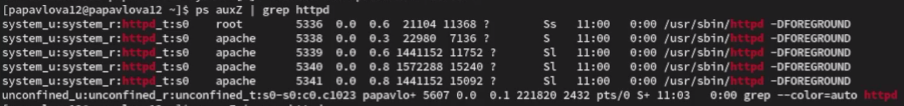 [papavlova12@papavlova12 ~]$ ps auxZ | grep httpd
system_u:system_r:httpd_t:s0 root 5336 0.0 0.6 21104 11368 ? Ss 11:00 0:00 /usr/sbin/httpd -DFOREGROUND
system_u:system_r:httpd_t:s0 apache 5338 0.0 0.3 22980 7136 ? S 11:00 0:00 /usr/sbin/httpd -DFOREGROUND
system_u:system_r:httpd_t:s0 apache 5339 0.0 0.6 1441152 11752 ? Sl 11:00 0:00 /usr/sbin/httpd -DFOREGROUND
system_u:system_r:httpd_t:s0 apache 5340 0.0 0.8 1572288 15240 ? Sl 11:00 0:00 /usr/sbin/httpd -DFOREGROUND
system_u:system_r:httpd_t:s0 apache 5341 0.0 0.8 1441152 15092 ? Sl 11:00 0:00 /usr/sbin/httpd -DFOREGROUND
unconfined_u:unconfined_r:unconfined_t:s0-s0:c0.c1023 papavlo+ 5607 0.0 0.1 221820 2432 pts/0 S+ 11:03 0:00 grep --color=auto httpd